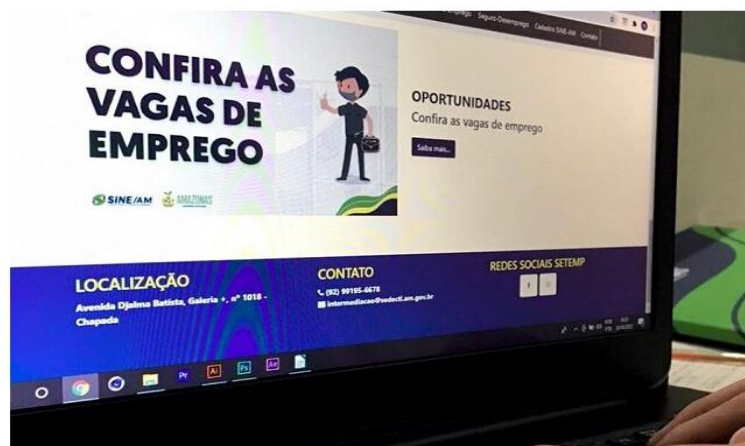 Emprego Seguro-Desemprego Cadastro SINE-AM Contato
CONFIRA AS
VAGAS DE
EMPREGO
SINE/AM AMAZONAS
OPORTUNIDADES
Confira as vagas de emprego
Saiba mais...
LOCALIZAÇÃO
Avenida Djalma Batista, Galeria +, nº 1018 -
Chapada
CONTATO
(92) 99195-6678
intermediacao@sedecti.am.gov.br
REDES SOCIAIS SETEMP
f
Pr Ai Ps Ae